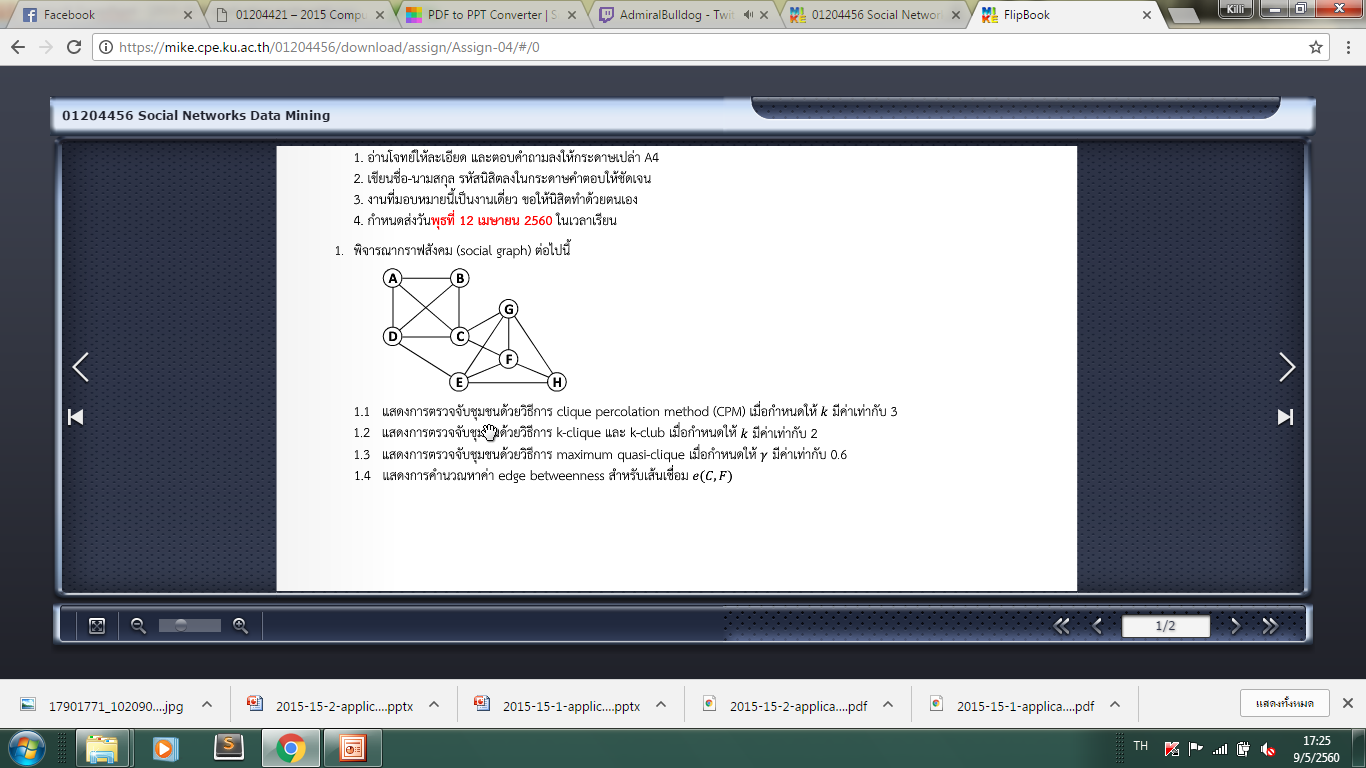 Facebook
01204421 – 2015 Compu
PDF to PPT Converter | S
AdmiralBulldog - Twit
01204456 Social Networ
FlipBook
Killi
https://mike.cpe.ku.ac.th/01204456/download/assign/Assign-04/#/0
01204456 Social Networks Data Mining
1. อ่านโจทย์ให้ละเอียด และตอบคำถามลงให้กระดาษเปล่า A4
2. เขียนชื่อ-นามสกุล รหัสนิสิตลงในกระดาษคำตอบให้ชัดเจน
3. งานที่มอบหมายนี้เป็นงานเดี่ยว ขอให้นิสิตทำด้วยตนเอง
4. กำหนดส่งวันพุธที่ 12 เมษายน 2560 ในเวลาเรียน
1. พิจารณากราฟสังคม (social graph) ต่อไปนี้
A B
G
D C
F
E H
1.1 แสดงการตรวจจับชุมชนด้วยวิธีการ clique percolation method (CPM) เมื่อกำหนดให้ k มีค่าเท่ากับ 3
1.2 แสดงการตรวจจับชุมชนด้วยวิธีการ k-clique และ k-club เมื่อกำหนดให้ k มีค่าเท่ากับ 2
1.3 แสดงการตรวจจับชุมชนด้วยวิธีการ maximum quasi-clique เมื่อกำหนดให้ γ มีค่าเท่ากับ 0.6
1.4 แสดงการคำนวณหาค่า edge betweenness สำหรับเส้นเชื่อม e(C, F)
1/2
17901771_102090....jpg
2015-15-2-applic....pptx
2015-15-1-applic....pptx
2015-15-2-applica....pdf
2015-15-1-applica....pdf
แสดงทั้งหมด
TH
17:25
9/5/2560